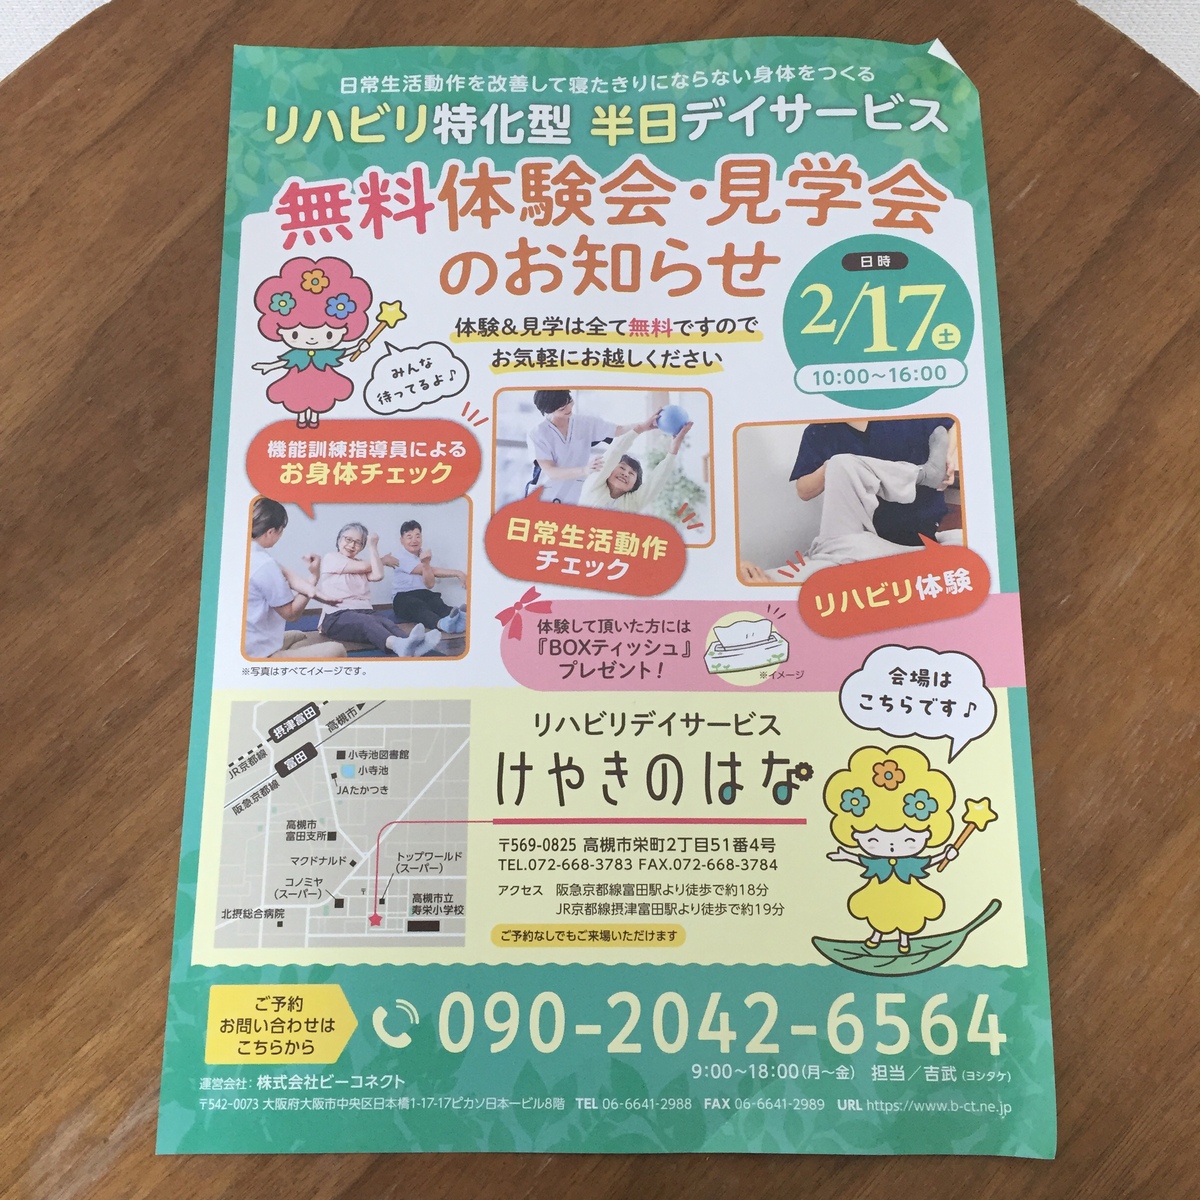 日常生活動作を改善して寝たきりにならない身体をつくる
リハビリ特化型 半日デイサービス
無料体験会・見学会
のお知らせ
日時
2/17土
10:00〜16:00
体験&見学は全て無料ですので
お気軽にお越しください
みんな
待ってるよ♪
機能訓練指導員による
お身体チェック
日常生活動作
チェック
リハビリ体験
体験して頂いた方には
『BOXティッシュ』
プレゼント!
※イメージ
※写真はすべてイメージです。
会場は
こちらです♪
摂津富田
高槻市▶
JR京都線
富田
阪急京都線
小寺池図書館
小寺池
JAたかつき
高槻市
富田支所
マクドナルド
トップワールド
(スーパー)
コノミヤ
(スーパー)
〒
高槻市立
寿栄小学校
北摂総合病院
リハビリデイサービス
けやきのはな
〒569-0825 高槻市栄町2丁目51番4号
TEL.072-668-3783 FAX.072-668-3784
アクセス 阪急京都線富田駅より徒歩で約18分
JR京都線摂津富田駅より徒歩で約19分
ご予約なしでもご来場いただけます
ご予約
お問い合わせは
こちらから
090-2042-6564
9:00〜18:00(月〜金) 担当/吉武(ヨシタケ)
運営会社:株式会社ビーコネクト
〒542-0073 大阪府大阪市中央区日本橋1-17-17ピカソ日本一ビル8階 TEL 06-6641-2988 FAX 06-6641-2989 URL https://www.b-ct.ne.jp